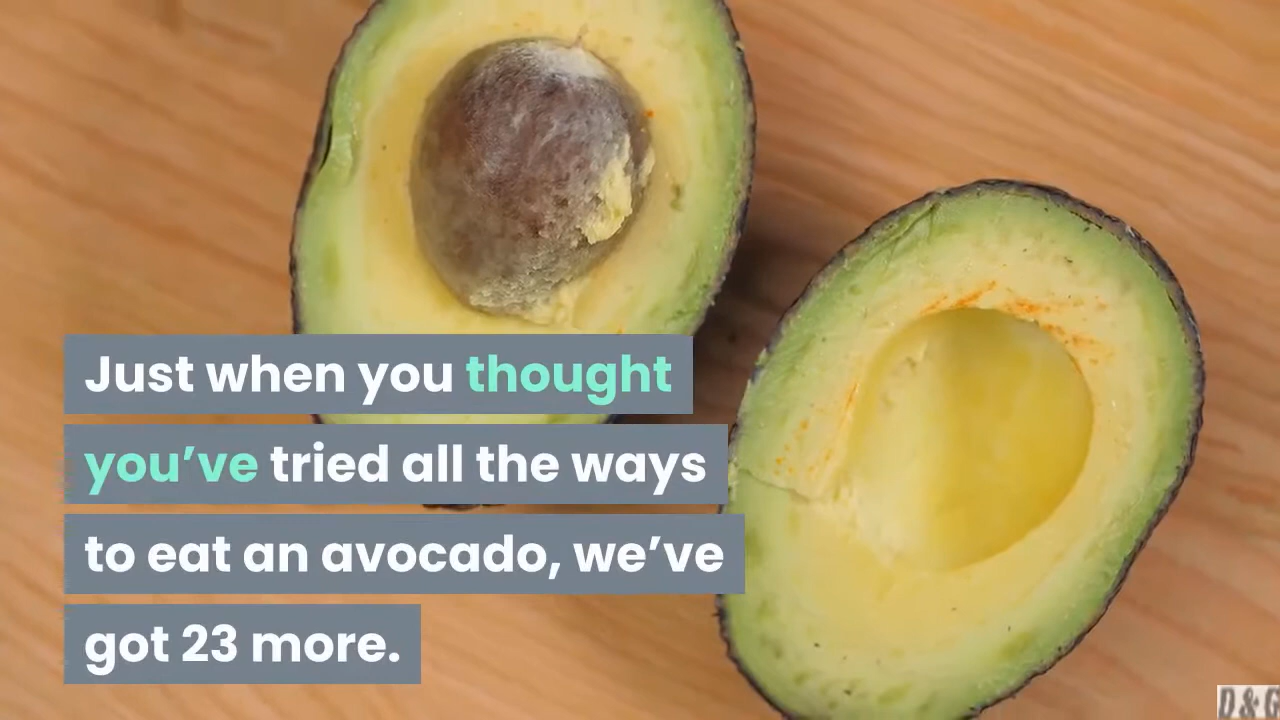 Just when you thought
you’ve tried all the ways
to eat an avocado, we’ve
got 23 more.
D & G